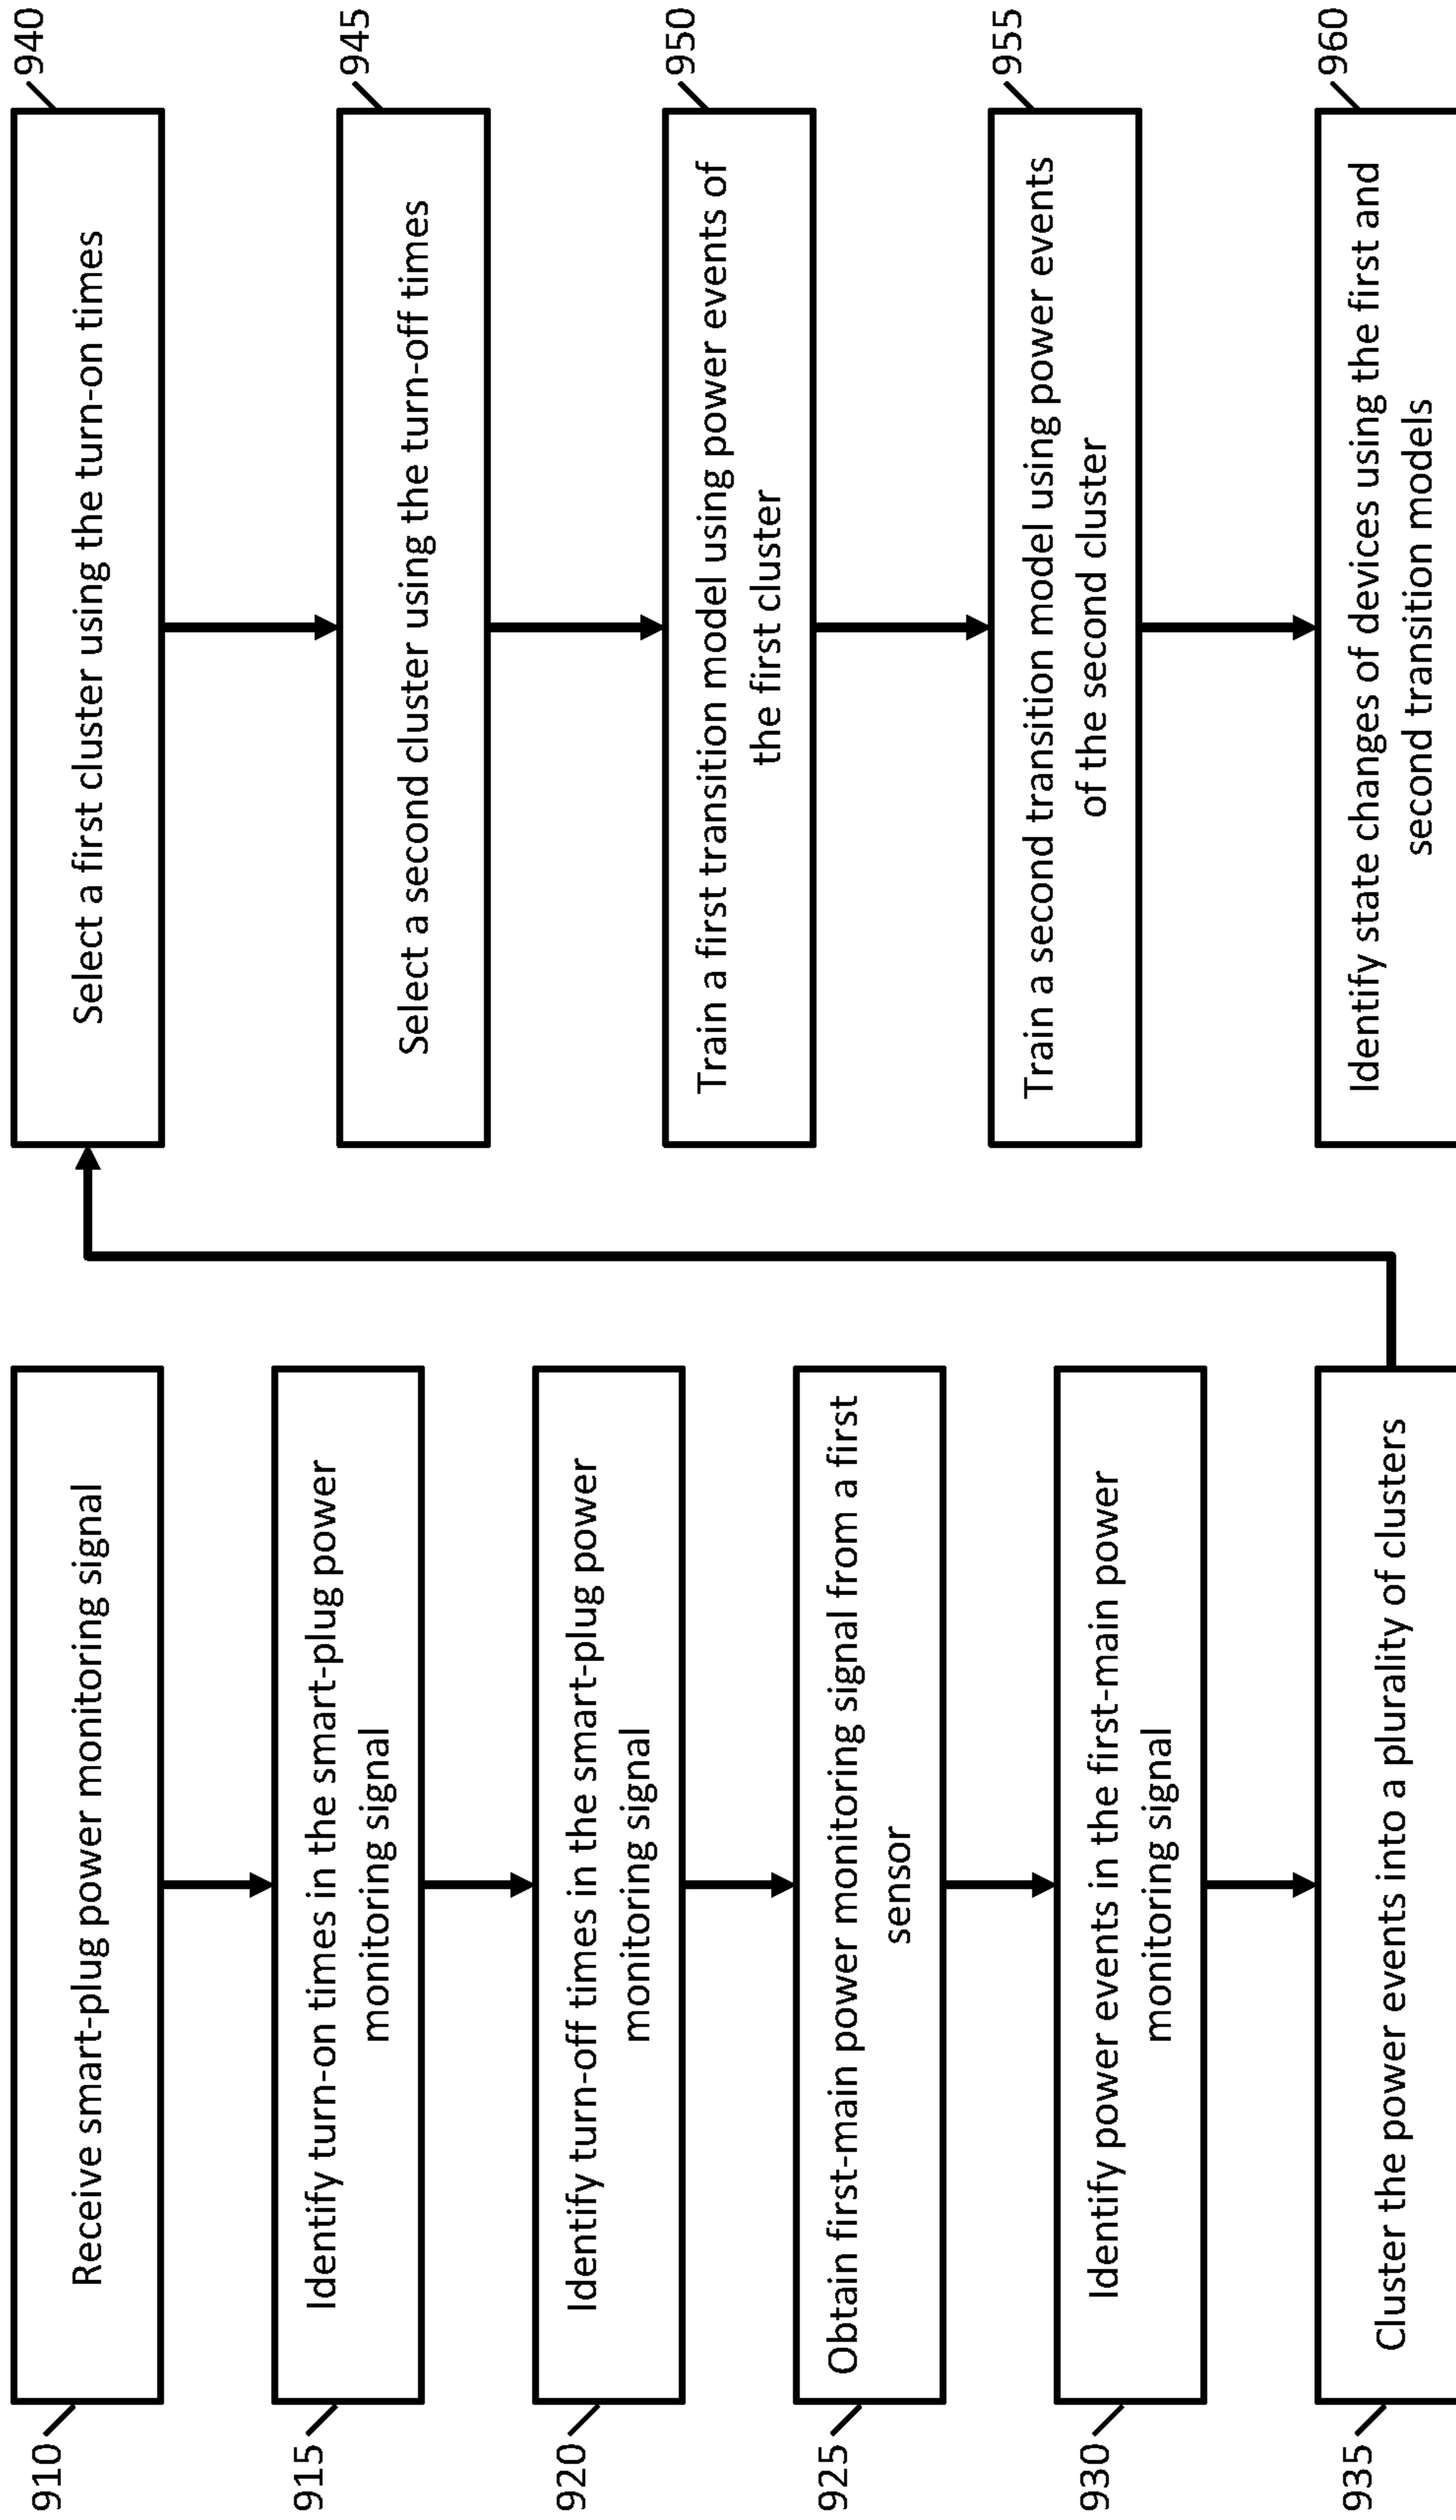 910
Receive smart-plug power monitoring signal
915
Identify turn-on times in the smart-plug power
monitoring signal
920
Identify turn-off times in the smart-plug power
monitoring signal
925
Obtain first-main power monitoring signal from a first
sensor
930
Identify power events in the first-main power
monitoring signal
935
Cluster the power events into a plurality of clusters
940
Select a first cluster using the turn-on times
945
Select a second cluster using the turn-off times
950
Train a first transition model using power events of
the first cluster
955
Train a second transition model using power events
of the second cluster
960
Identify state changes of devices using the first and
second transition models